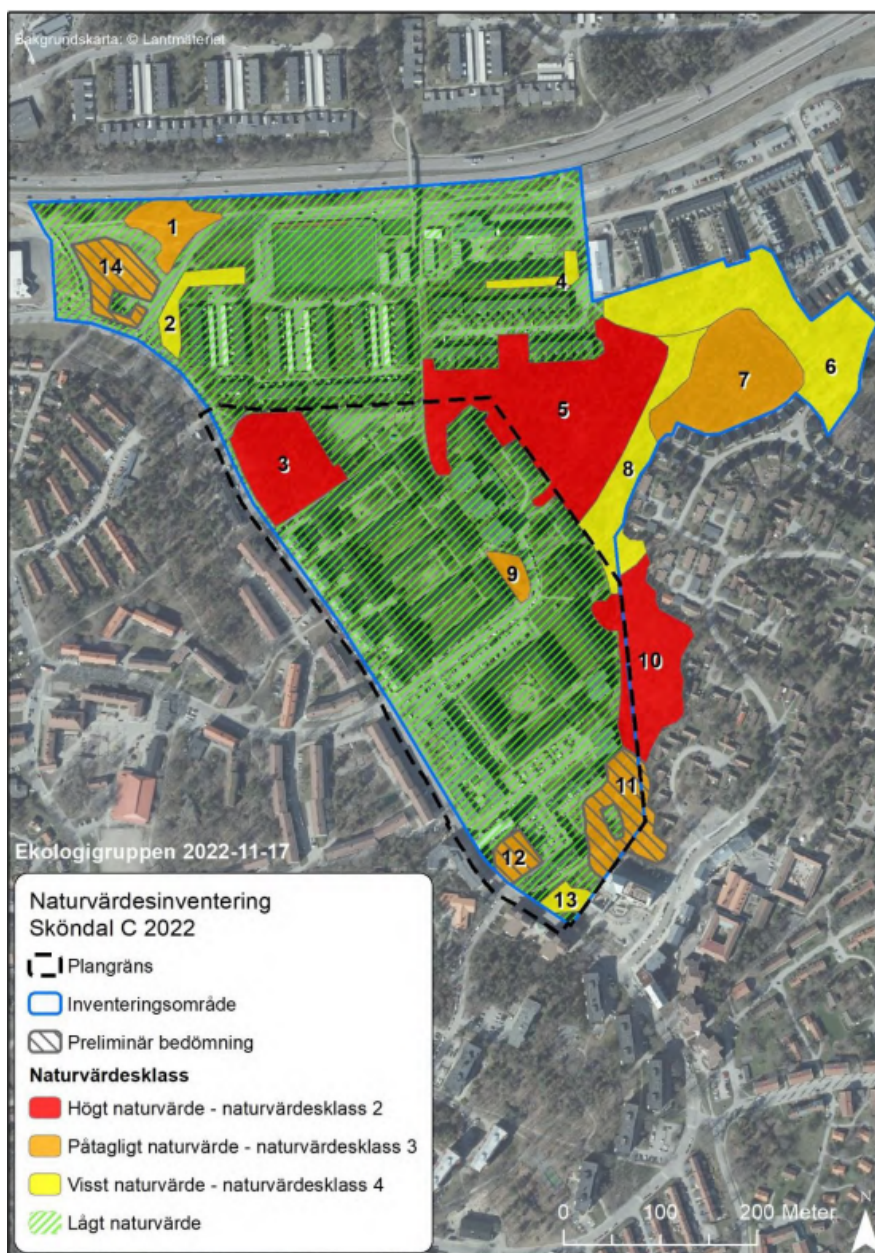 Bakgrundskarta: © Lantmäteriet
1
14
2
4
3
5
6
7
8
9
10
11
12
13
Ekologigruppen 2022-11-17
Naturvärdesinventering
Sköndal C 2022
Plangräns
Inventeringsområde
Preliminär bedömning
Naturvärdesklass
Högt naturvärde - naturvärdesklass 2
Påtagligt naturvärde - naturvärdesklass 3
Visst naturvärde - naturvärdesklass 4
Lågt naturvärde
0 100 200 Meter
N